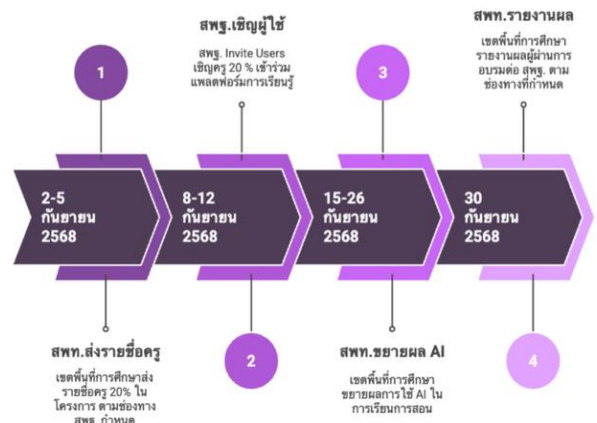 1
2-5
กันยายน
2568
สพท.ส่งรายชื่อครู
เขตพื้นที่การศึกษาส่ง
รายชื่อครู 20% ใน
โครงการ ตามช่องทาง
สพฐ. กำหนด
สพฐ.เชิญผู้ใช้
สพฐ. Invite Users
เชิญครู 20 % เข้าร่วม
แพลตฟอร์มการเรียนรู้
8-12
กันยายน
2568
2
3
15-26
กันยายน
2568
สพท.ขยายผล AI
เขตพื้นที่การศึกษา
ขยายผลการใช้ AI ใน
การเรียนการสอน
สพท.รายงานผล
เขตพื้นที่การศึกษา
รายงานผลผู้ผ่านการ
อบรมต่อ สพฐ. ตาม
ช่องทางที่กำหนด
30
กันยายน
2568
4